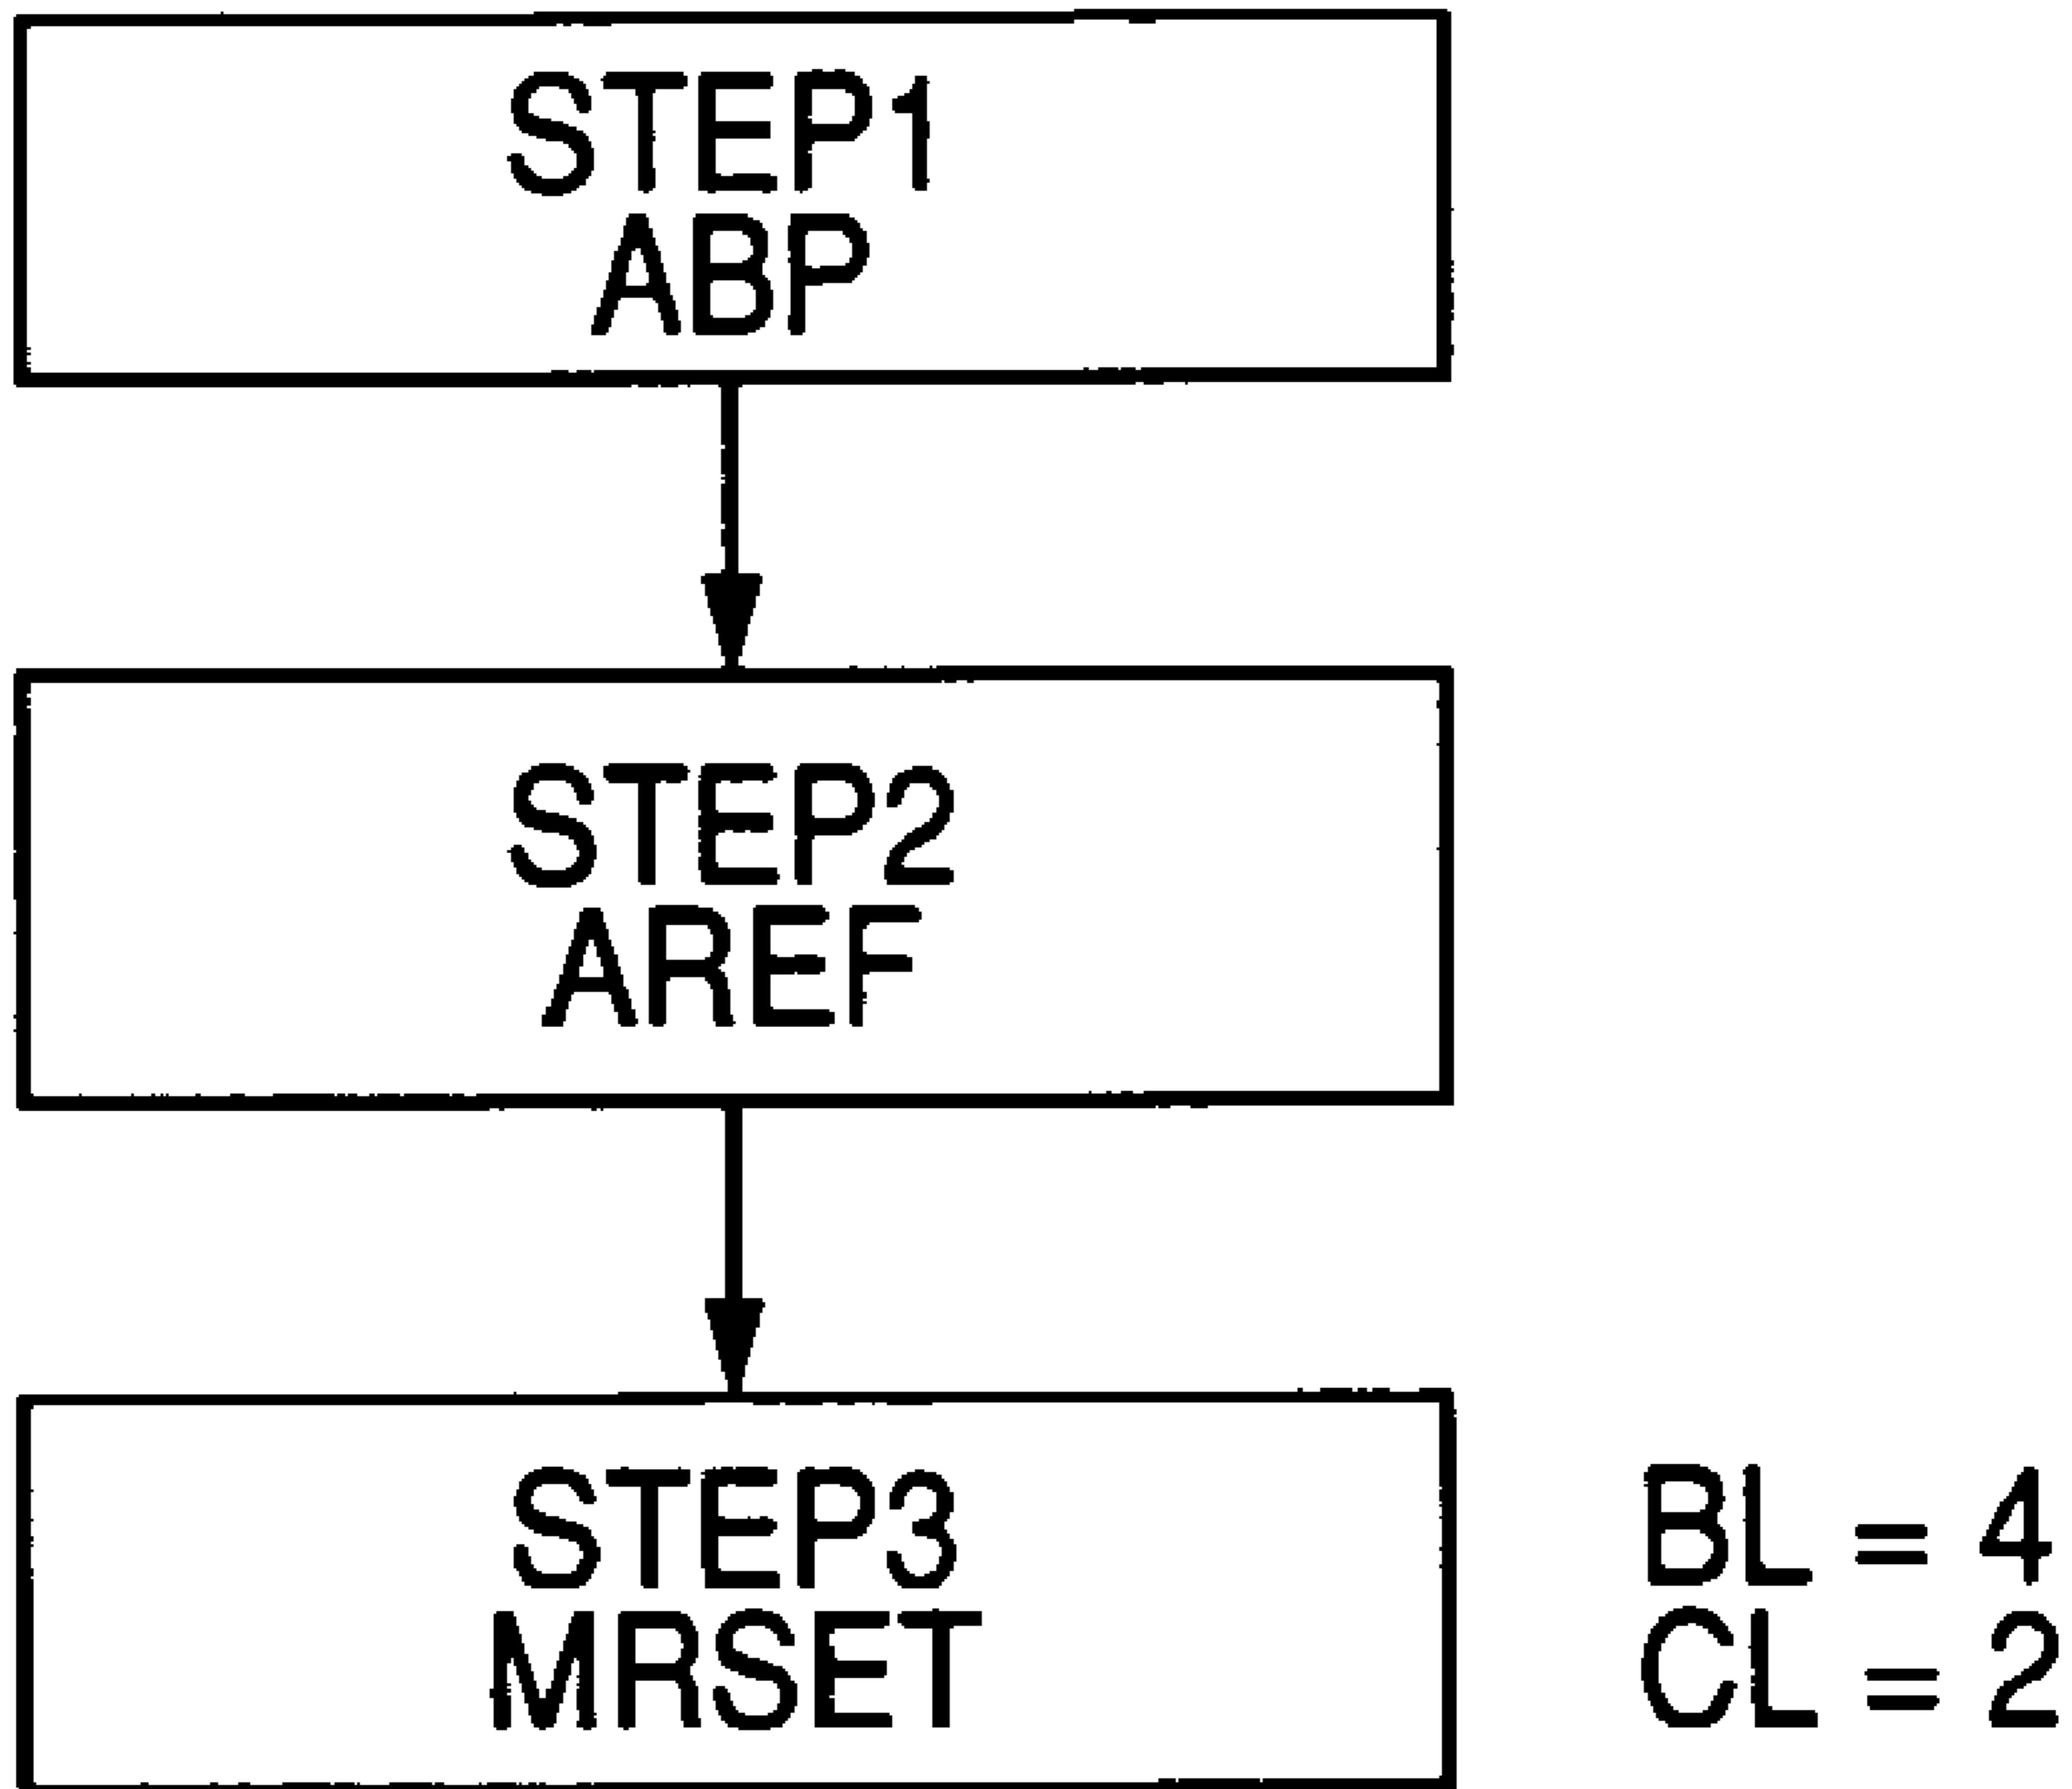 STEP1
ABP
STEP2
AREF
STEP3
MRSET
BL = 4
CL = 2